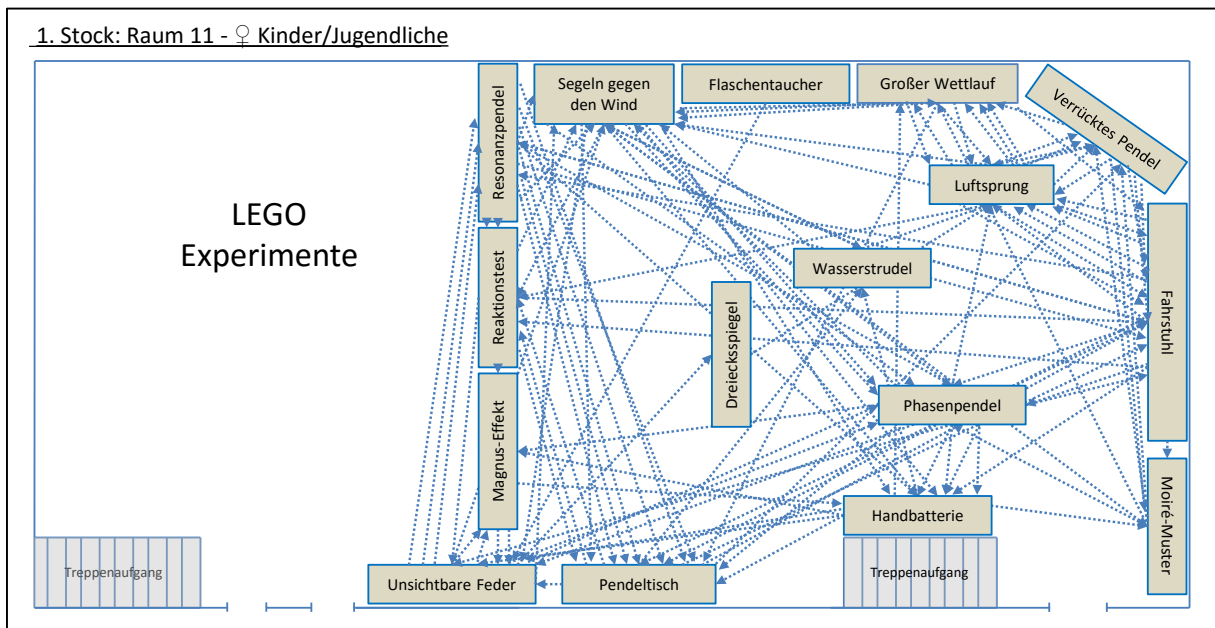 1. Stock: Raum 11 - ♀ Kinder/Jugendliche
Segeln gegen
den Wind
Flaschentaucher
Großer Wettlauf
Verrücktes Pendel
Resonanzpendel
Luftsprung
LEGO
Experimente
Reaktionstest
Wasserstrudel
Fahrstuhl
Dreiecksspiegel
Magnus-Effekt
Phasenpendel
Handbatterie
Moiré-Muster
Treppenaufgang
Unsichtbare Feder
Pendeltisch
Treppenaufgang